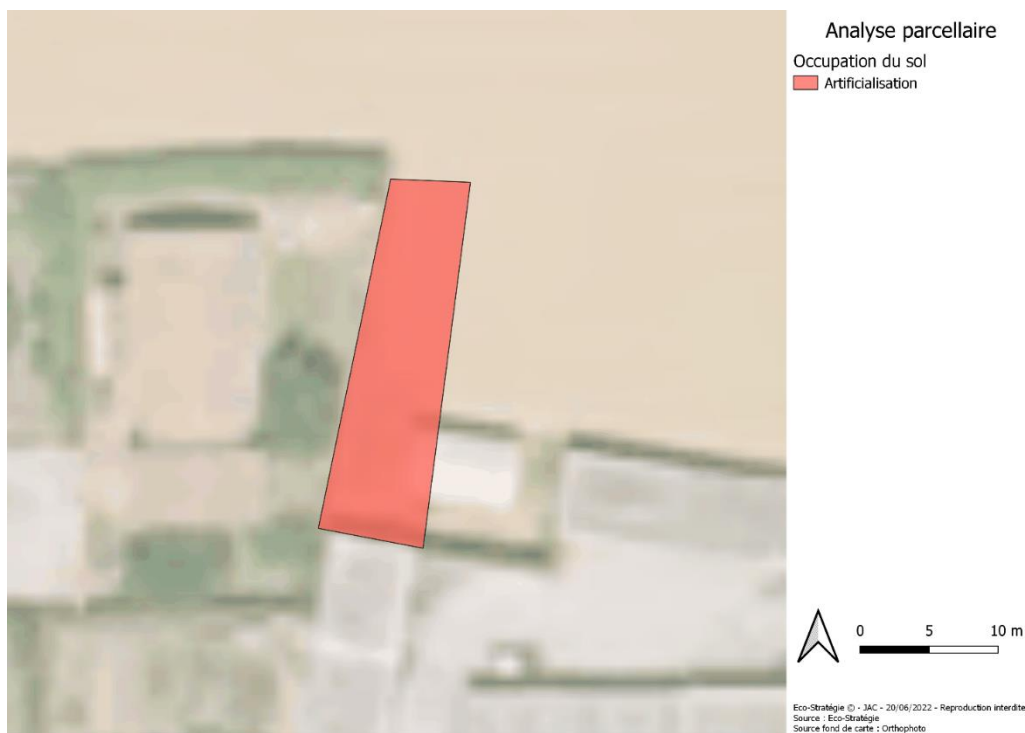 Analyse parcellaire
Occupation du sol
Artificialisation
0 5 10 m
Eco-Stratégie © - JAC - 20/06/2022 - Reproduction interdite
Source : Eco-Stratégie
Source fond de carte : Orthophoto